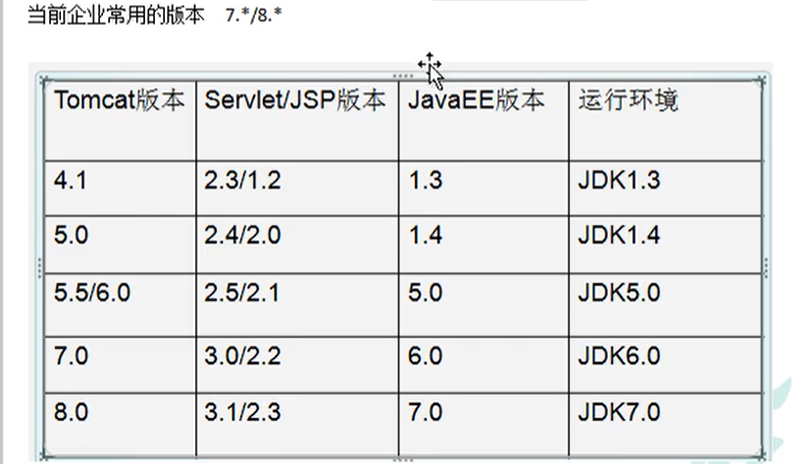 当前企业常用的版本 7.*/8.*
Tomcat版本 Servlet/JSP版本 JavaEE版本 运行环境
4.1 2.3/1.2 1.3 JDK1.3
5.0 2.4/2.0 1.4 JDK1.4
5.5/6.0 2.5/2.1 5.0 JDK5.0
7.0 3.0/2.2 6.0 JDK6.0
8.0 3.1/2.3 7.0 JDK7.0